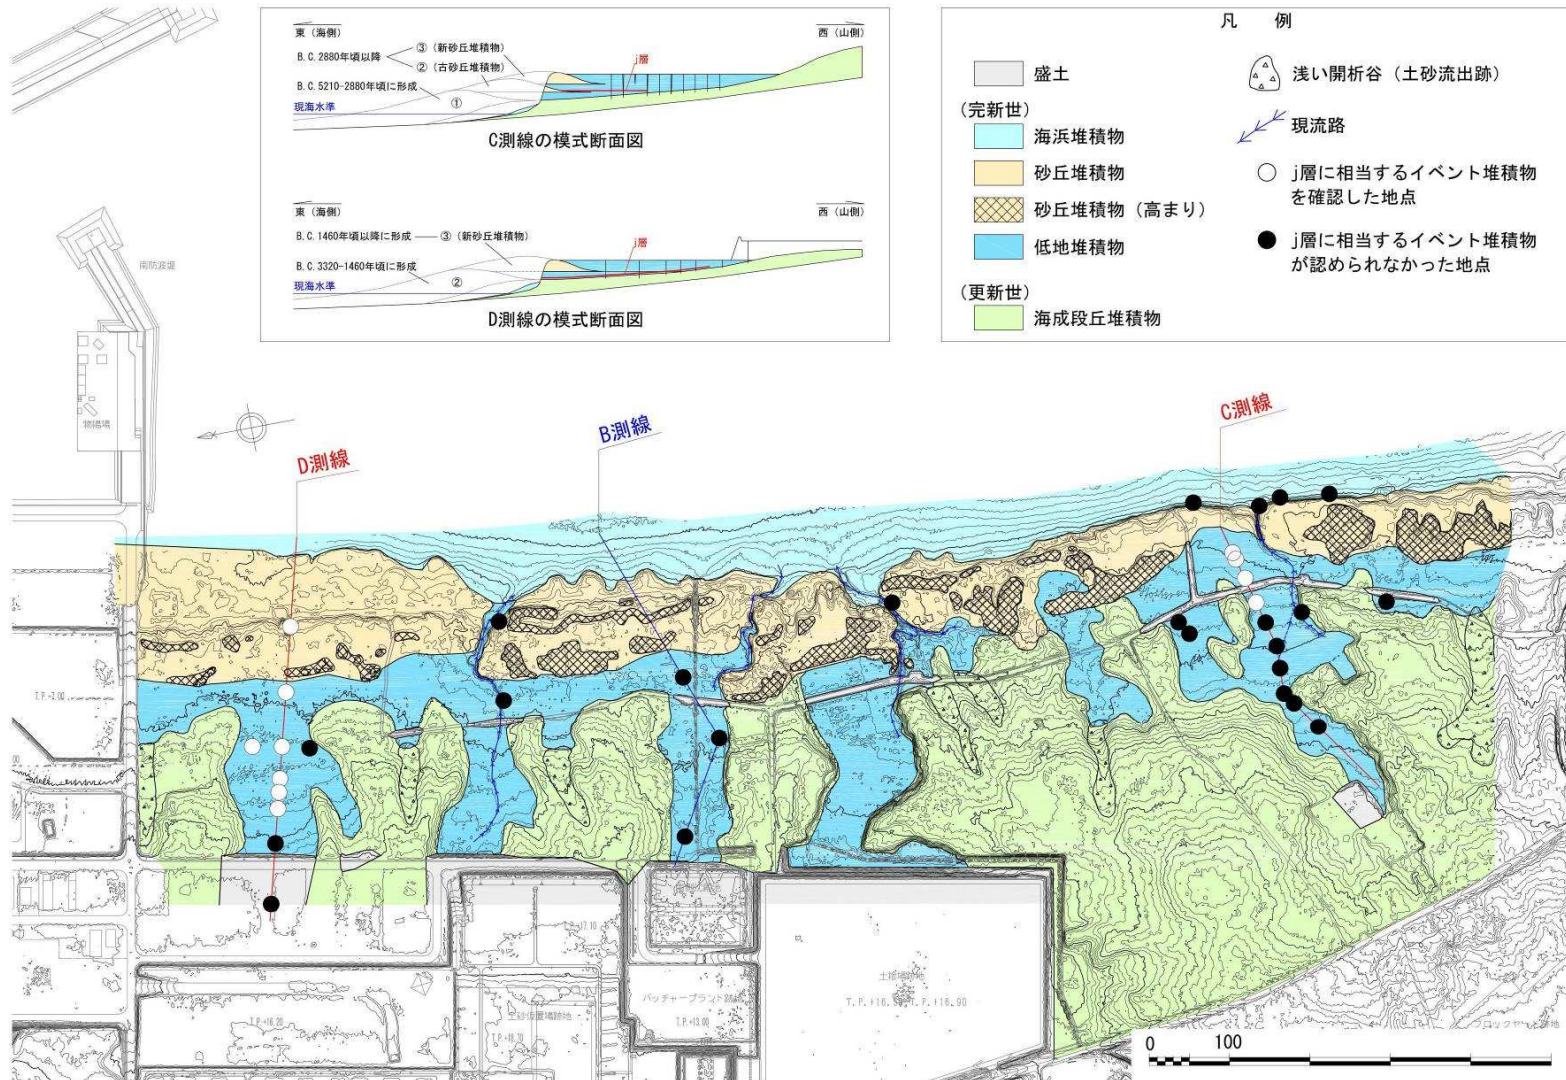 東（海側）
西（山側）
B.C.2880年頃以降
③（新砂丘堆積物）
②（古砂丘堆積物）
j層
B.C.5210-2880年頃に形成
①
現海水準
C測線の模式断面図
東（海側）
西（山側）
B.C.1460年頃以降に形成
③（新砂丘堆積物）
j層
B.C.3320-1460年頃に形成
②
現海水準
D測線の模式断面図
凡　例
盛土
（完新世）
海浜堆積物
砂丘堆積物
砂丘堆積物（高まり）
低地堆積物
（更新世）
海成段丘堆積物
浅い開析谷（土砂流出跡）
現流路
j層に相当するイベント堆積物
を確認した地点
j層に相当するイベント堆積物
が認められなかった地点
南防波堤
物揚場
D測線
B測線
C測線
T.P.+16.20
バッチャープラント
T.P.+13.00
0
100